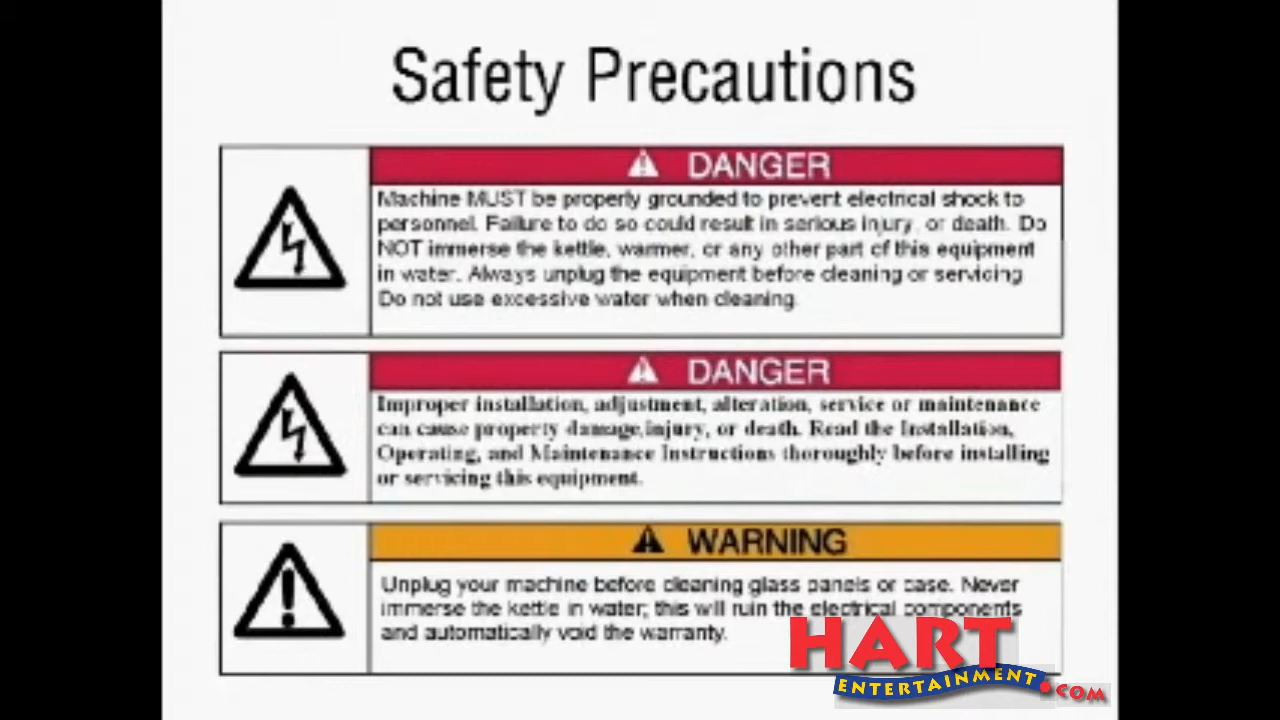 Safety Precautions
DANGER
Machine MUST be properly grounded to prevent electrical shock to
personnel. Failure to do so could result in serious injury, or death. Do
NOT immerse the kettle, warmer, or any other part of this equipment
in water. Always unplug the equipment before cleaning or servicing
Do not use excessive water when cleaning.
DANGER
Improper installation, adjustment, alteration, service or maintenance
can cause property damage,injury, or death. Read the Installation,
Operating, and Maintenance Instructions thoroughly before installing
or servicing this equipment.
WARNING
Unplug your machine before cleaning glass panels or case. Never
immerse the kettle in water; this will ruin the electrical components
and automatically void the warranty.
HART
ENTERTAINMENT.COM